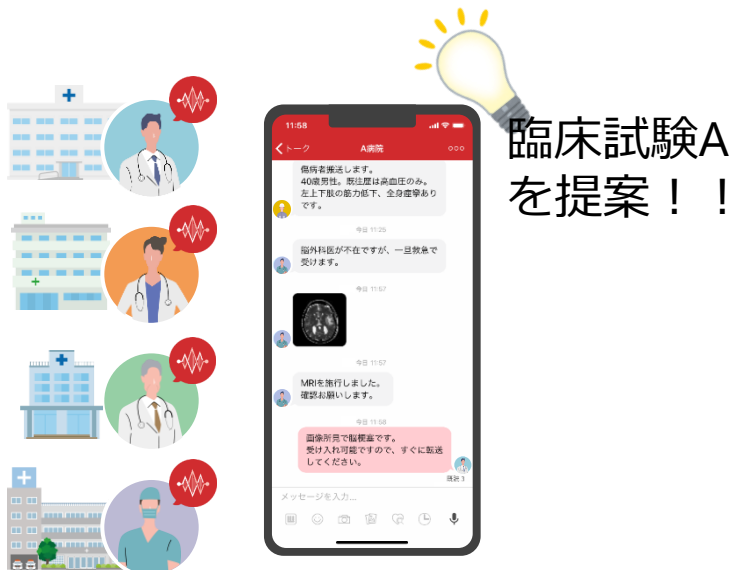 11:58
トーク
A病院
傷病者搬送します。
40歳男性。既往歴は高血圧のみ。
左上下肢の筋力低下、全身痙攣あり
です。
今日 11:25
脳外科医が不在ですが、一旦救急で
受けます。
今日 11:57
今日 11:57
MRIを施行しました。
確認お願いします。
今日 11:58
画像所見で脳梗塞です。
受け入れ可能ですので、すぐに転送
してください。
既読 3
メッセージを入力...
臨床試験A
を提案！！